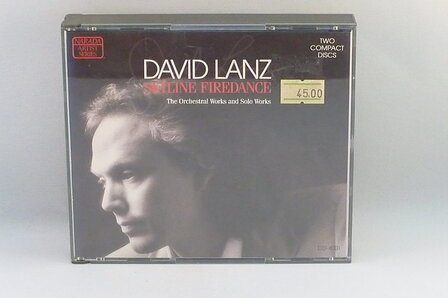 NARADA
ARTIST
SERIES
TWO
COMPACT
DISCS
DAVID LANZ
SKYLINE FIREDANCE
45.00
The Orchestral Works and Solo Works